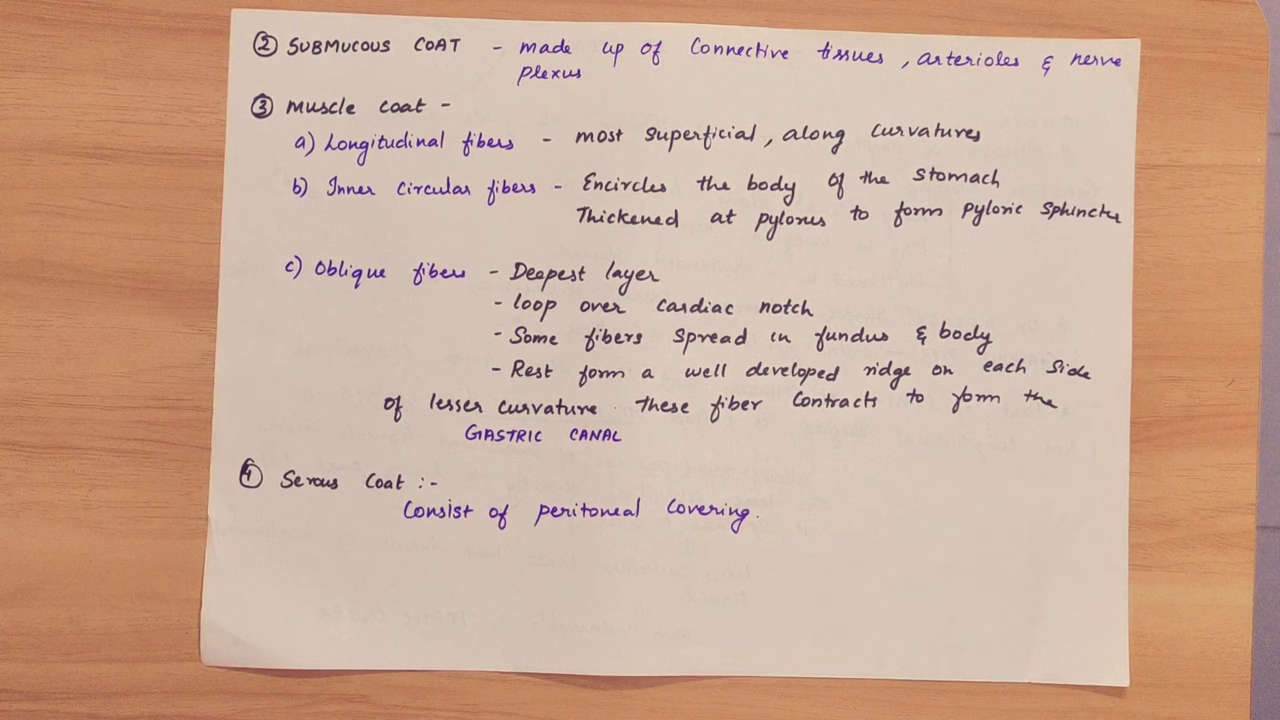 ② SUBMUCOUS COAT - made up of Connective tissues, arterioles & nerve
plexus
③ Muscle coat -
a) Longitudinal fibers - most superficial, along curvatures
b) Inner circular fibers - Encircles the body of the stomach
Thickened at pylorus to form pyloric sphincter
c) Oblique fibers - Deepest layer
- loop over cardiac notch
- Some fibers spread in fundus & body
- Rest form a well developed ridge on each side
of lesser curvature. These fiber contracts to form the
GASTRIC CANAL
④ Serous coat :-
Consist of peritoneal covering.